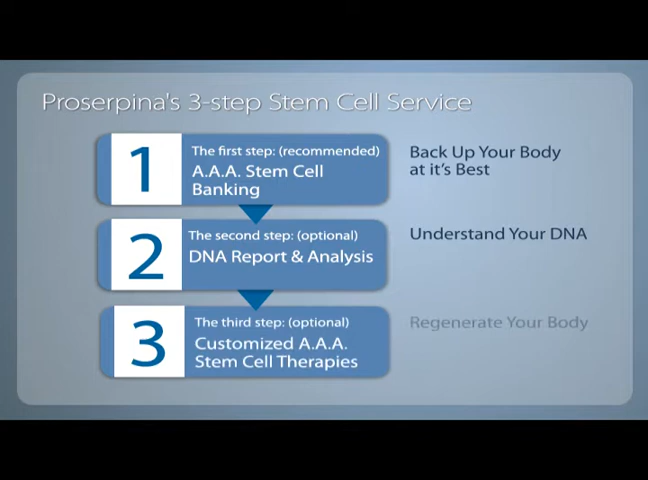 Proserpina's 3-step Stem Cell Service
1
The first step: (recommended)
A.A.A. Stem Cell
Banking
Back Up Your Body
at it's Best
2
The second step: (optional)
DNA Report & Analysis
Understand Your DNA
3
The third step: (optional)
Customized A.A.A.
Stem Cell Therapies
Regenerate Your Body